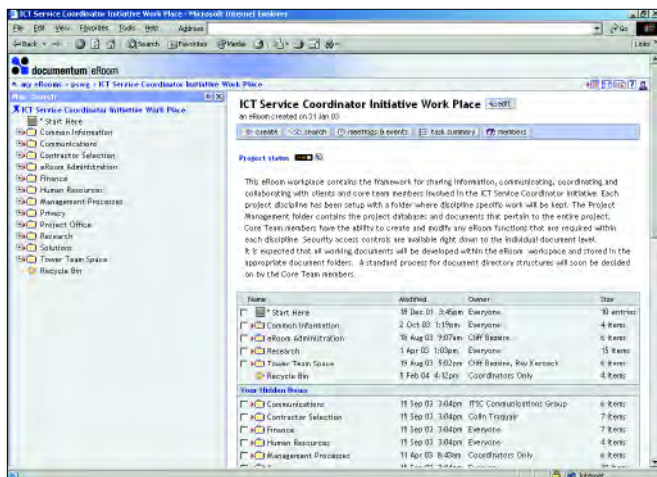 ICT Service Coordinator Initiative Work Place - Microsoft Internet Explorer
File Edit View Favorites Tools Help Address Go
Back Search Favorites Media Links
documentum eRoom
my eRooms > pswg > ICT Service Coordinator Initiative Work Place
ICT Service Coordinator Initiative Work Place
* Start Here
Common Information
Communications
Contractor Selection
eRoom Administration
Finance
Human Resources
Management Processes
Privacy
Project Office
Research
Solutions
Tower Team Space
Recycle Bin
ICT Service Coordinator Initiative Work Place edit
an eRoom created on 31 Jan 03
create search meetings & events task summary members
Project status
This eRoom workplace contains the framework for sharing information, communicating, coordinating and
collaborating with clients and core team members involved in the ICT Service Coordinator Initiative. Each
project discipline has been setup with a folder where discipline specific work will be kept. The Project
Management folder contains the project databases and documents that pertain to the entire project.
Core Team members have the ability to create and modify any eRoom functions that are required within
each discipline. Security access controls are available right down to the individual document level.
It is expected that all working documents will be developed within the eRoom workspace and stored in the
appropriate document folders. A standard process for document directory structures will soon be decided
on by the Core Team members.
Name Modified Owner Size
* Start Here 18 Dec 01 3:45pm Everyone 10 entries
Common Information 2 Oct 03 1:19pm Everyone 4 items
eRoom Administration 18 Aug 03 9:07am Cliff 6 items
Research 1 Apr 03 1:03pm Everyone 15 items
Tower Team Space 19 Aug 03 5:02pm Cliff 6 items
Recycle Bin 5 Feb 04 4:12pm Coordinators Only 4 items
Your Hidden Items
Communications 11 Sep 03 3:04pm ITSC Communications Group 6 items
Contractor Selection 11 Sep 03 3:04pm Colin Traquair 7 items
Finance 11 Sep 03 3:04pm Everyone 7 items
Human Resources 11 Sep 03 3:04pm Everyone 4 items
Management Processes 11 Apr 03 8:43am Coordinators Only 6 items
Internet